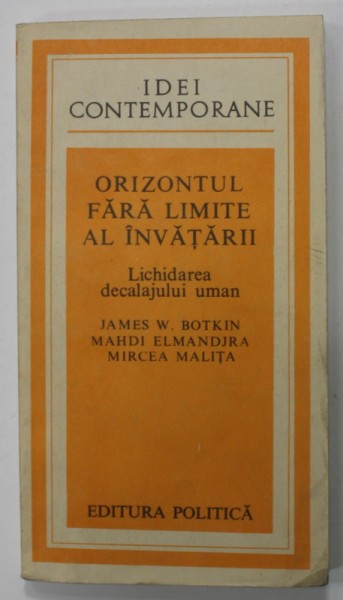 IDEI
CONTEMPORANE
ORIZONTUL
FĂRĂ LIMITE
AL ÎNVĂȚĂRII
Lichidarea
decalajului uman
JAMES W. BOTKIN
MAHDI ELMANDJRA
MIRCEA MALIȚA
EDITURA POLITICĂ